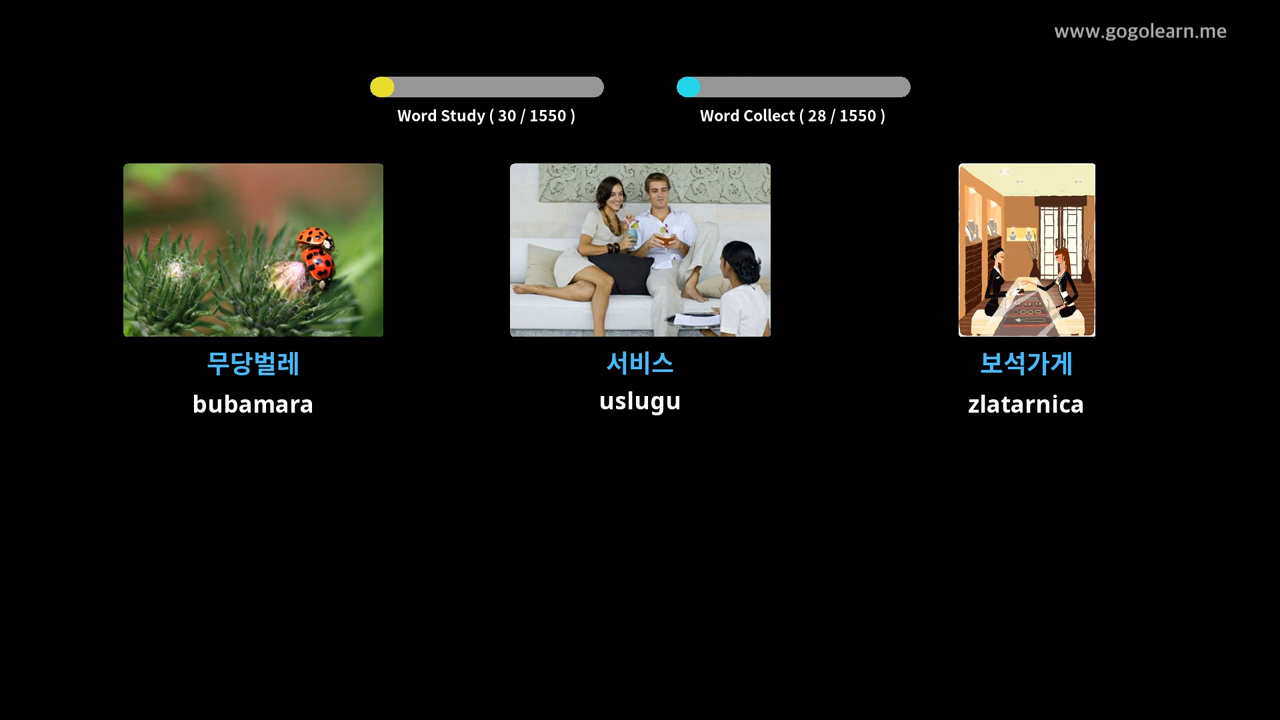 www.gogolearn.me
Word Study ( 30 / 1550 )
Word Collect ( 28 / 1550 )
무당벌레
bubamara
서비스
uslugu
보석가게
zlatarnica